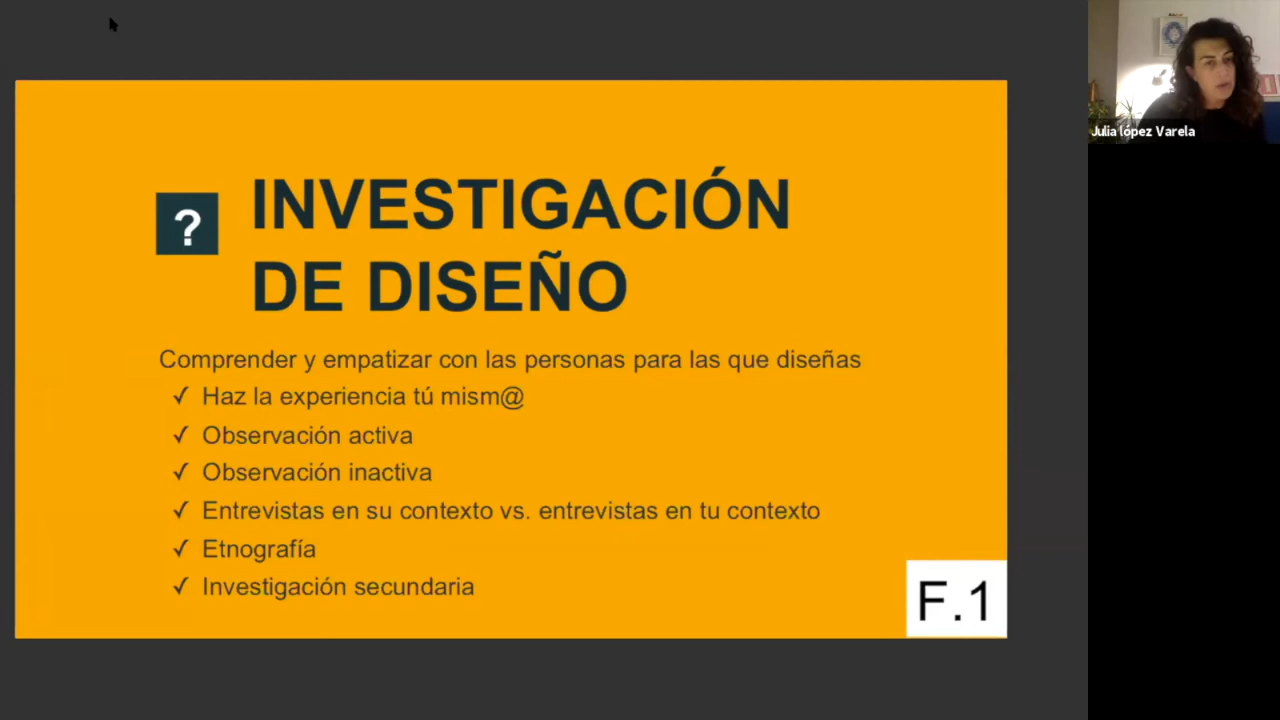 ?
INVESTIGACIÓN
DE DISEÑO
Comprender y empatizar con las personas para las que diseñas
✓ Haz la experiencia tú mism@
✓ Observación activa
✓ Observación inactiva
✓ Entrevistas en su contexto vs. entrevistas en tu contexto
✓ Etnografía
✓ Investigación secundaria
F.1
Julia lópez Varela